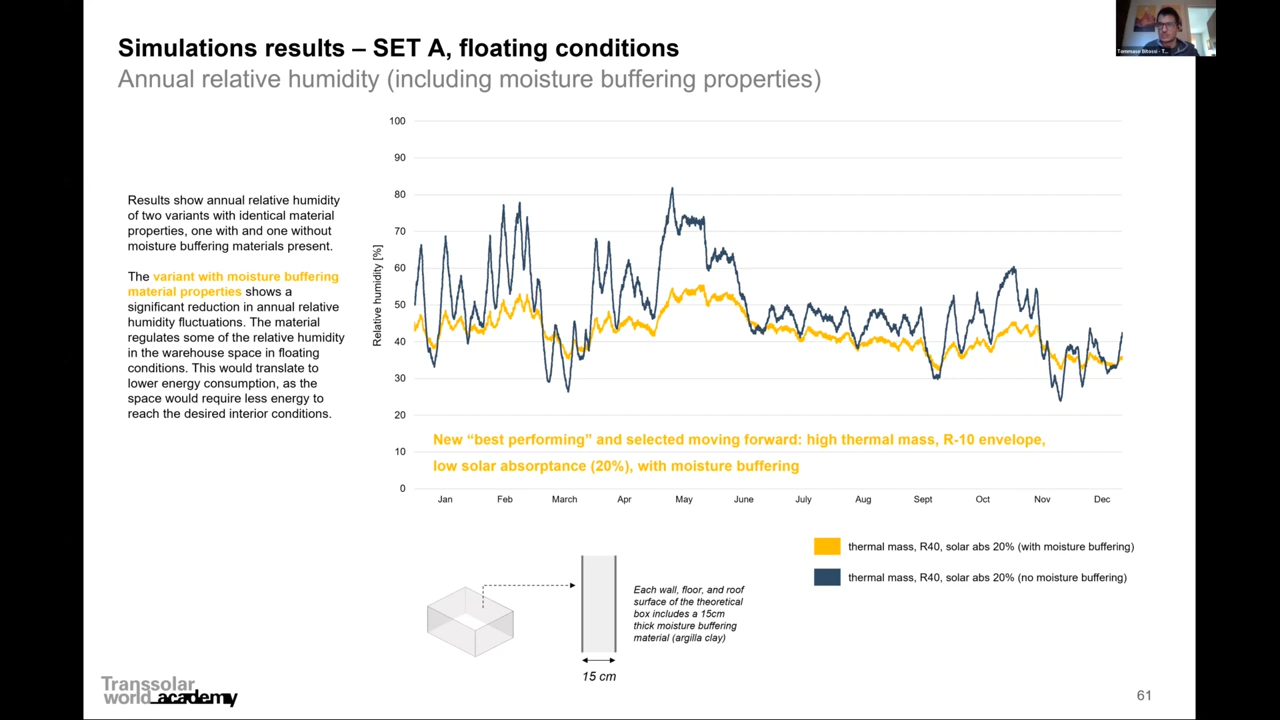 Simulations results – SET A, floating conditions
Annual relative humidity (including moisture buffering properties)
Tommaso Bitossi - T...
Results show annual relative humidity
of two variants with identical material
properties, one with and one without
moisture buffering materials present.
The variant with moisture buffering
material properties shows a
significant reduction in annual relative
humidity fluctuations. The material
regulates some of the relative humidity
in the warehouse space in floating
conditions. This would translate to
lower energy consumption, as the
space would require less energy to
reach the desired interior conditions.
Relative humidity [%]
100
90
80
70
60
50
40
30
20
10
0
New “best performing” and selected moving forward: high thermal mass, R-10 envelope,
low solar absorptance (20%), with moisture buffering
Jan Feb March Apr May June July Aug Sept Oct Nov Dec
thermal mass, R40, solar abs 20% (with moisture buffering)
thermal mass, R40, solar abs 20% (no moisture buffering)
Each wall, floor, and roof
surface of the theoretical
box includes a 15cm
thick moisture buffering
material (argilla clay)
15 cm
Transsolar
world academy
61